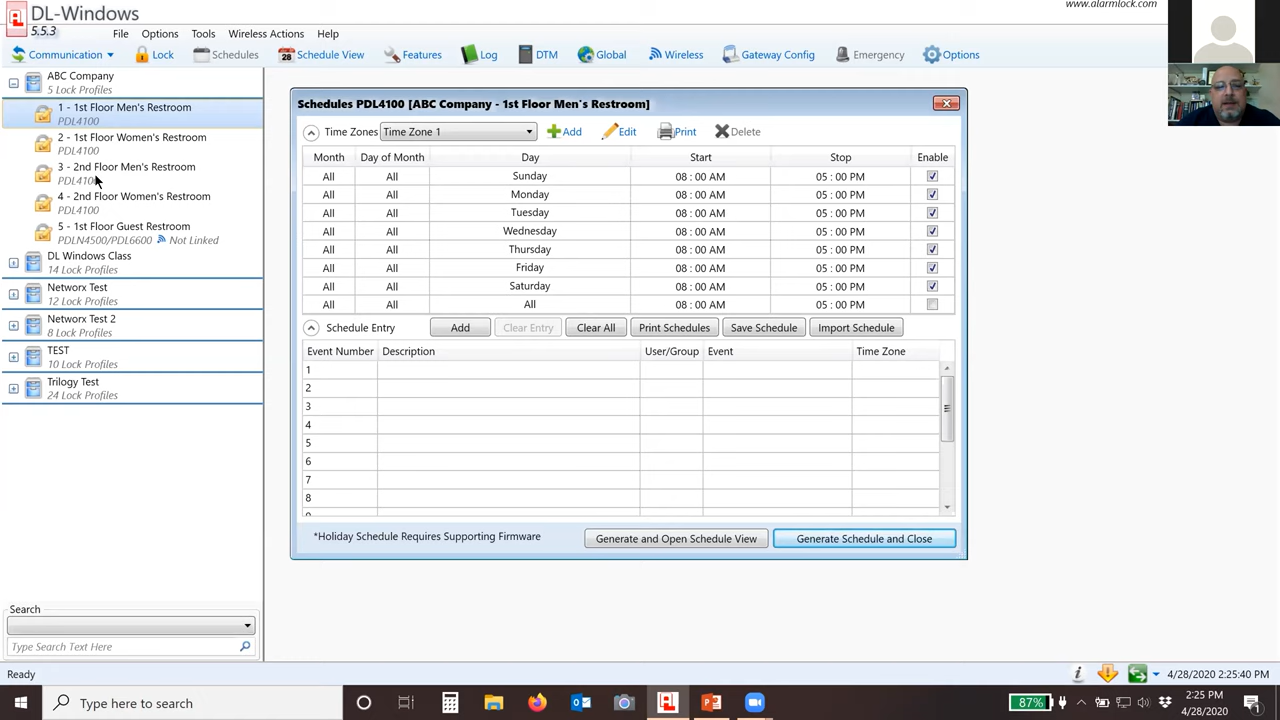 DL-Windows
5.5.3
www.alarmlock.com
File Options Tools Wireless Actions Help
Communication Lock Schedules 28 Schedule View Features Log DTM Global Wireless Gateway Config Emergency Options
ABC Company
5 Lock Profiles
1 - 1st Floor Men's Restroom
PDL4100
2 - 1st Floor Women's Restroom
PDL4100
3 - 2nd Floor Men's Restroom
PDL4100
4 - 2nd Floor Women's Restroom
PDL4100
5 - 1st Floor Guest Restroom
PDLN4500/PDL6600 Not Linked
DL Windows Class
14 Lock Profiles
Networx Test
12 Lock Profiles
Networx Test 2
8 Lock Profiles
TEST
10 Lock Profiles
Trilogy Test
24 Lock Profiles
Search
Type Search Text Here
Schedules PDL4100 [ABC Company - 1st Floor Men's Restroom]
Time Zones Time Zone 1 Add Edit Print Delete
Month Day of Month Day Start Stop Enable
All All Sunday 08 : 00 AM 05 : 00 PM
All All Monday 08 : 00 AM 05 : 00 PM
All All Tuesday 08 : 00 AM 05 : 00 PM
All All Wednesday 08 : 00 AM 05 : 00 PM
All All Thursday 08 : 00 AM 05 : 00 PM
All All Friday 08 : 00 AM 05 : 00 PM
All All Saturday 08 : 00 AM 05 : 00 PM
All All All 08 : 00 AM 05 : 00 PM
Schedule Entry Add Clear Entry Clear All Print Schedules Save Schedule Import Schedule
Event Number Description User/Group Event Time Zone
1
2
3
4
5
6
7
8
*Holiday Schedule Requires Supporting Firmware Generate and Open Schedule View Generate Schedule and Close
Ready 4/28/2020 2:25:40 PM
Type here to search 87% 2:25 PM
4/28/2020